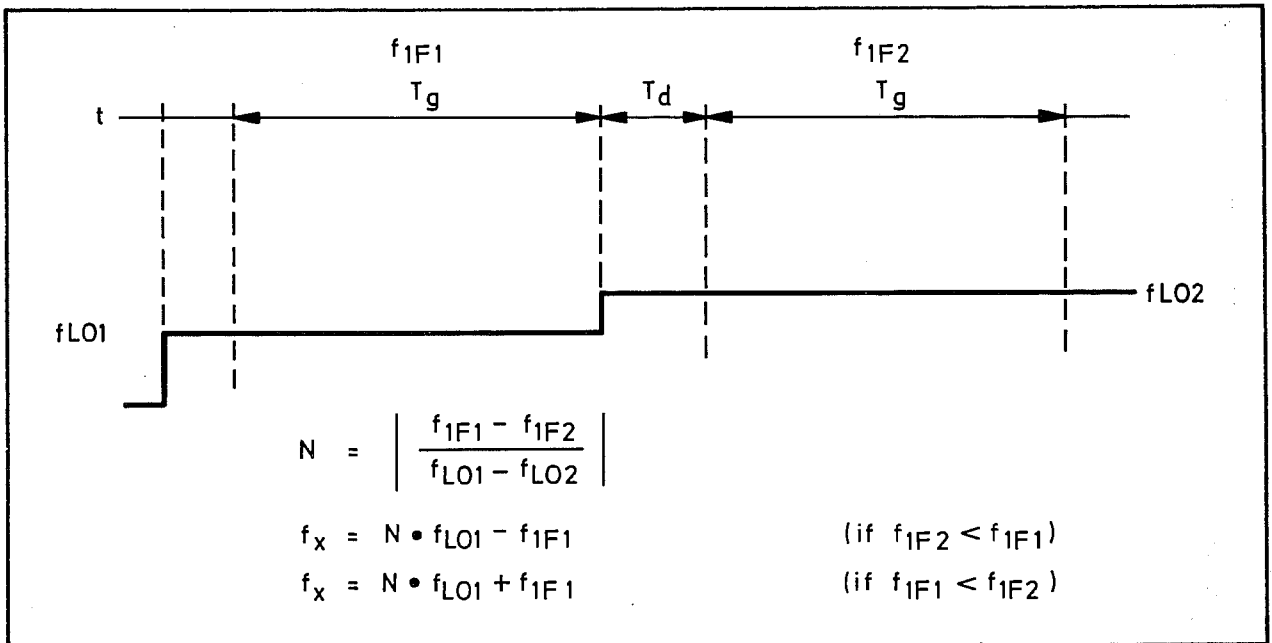 f1F1 f1F2
Tg Td Tg
t
fLO2
fLO1
N = | f1F1 − f1F2 / fLO1 − fLO2 |
fx = N • fLO1 − f1F1 (if f1F2 < f1F1)
fx = N • fLO1 + f1F1 (if f1F1 < f1F2)